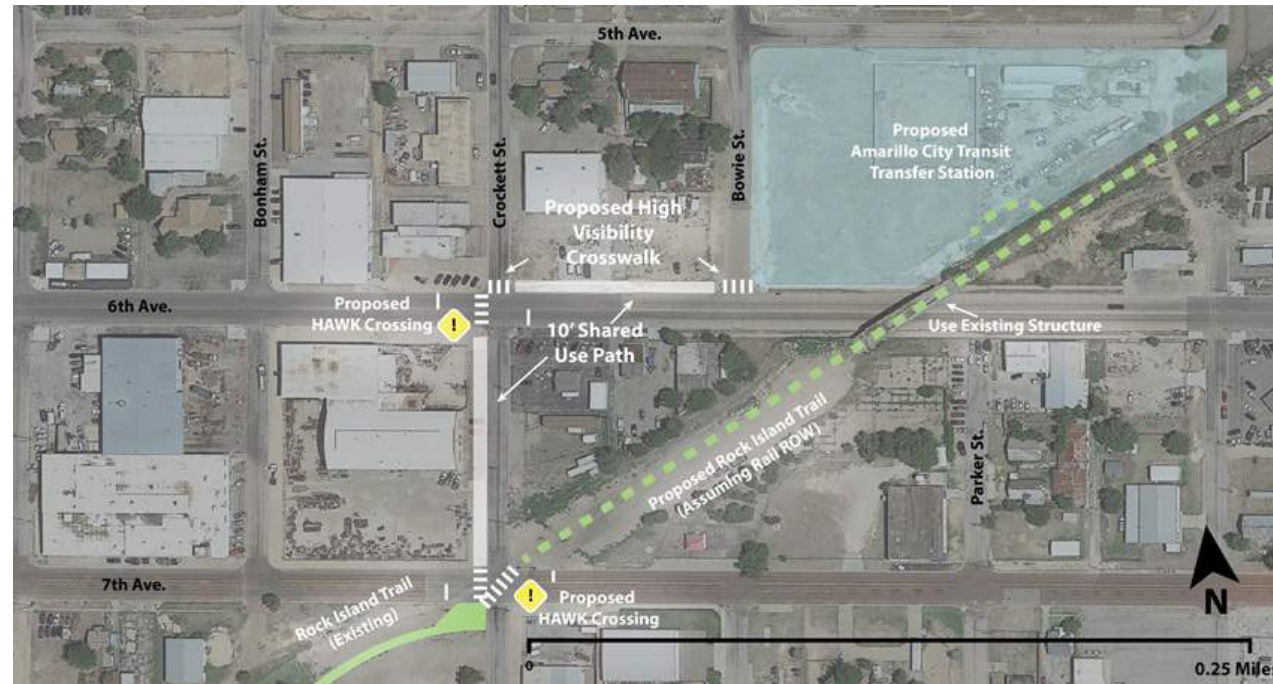 5th Ave.
Bonham St.
Crockett St.
Bowie St.
Proposed
Amarillo City Transit
Transfer Station
Proposed High
Visibility
Crosswalk
6th Ave.
Proposed
HAWK Crossing
!
10' Shared
Use Path
Use Existing Structure
Proposed Rock Island Trail
(Assuming Rail ROW)
Parker St.
7th Ave.
Rock Island Trail
(Existing)
!
Proposed
HAWK Crossing
N
0
0.25 Mile